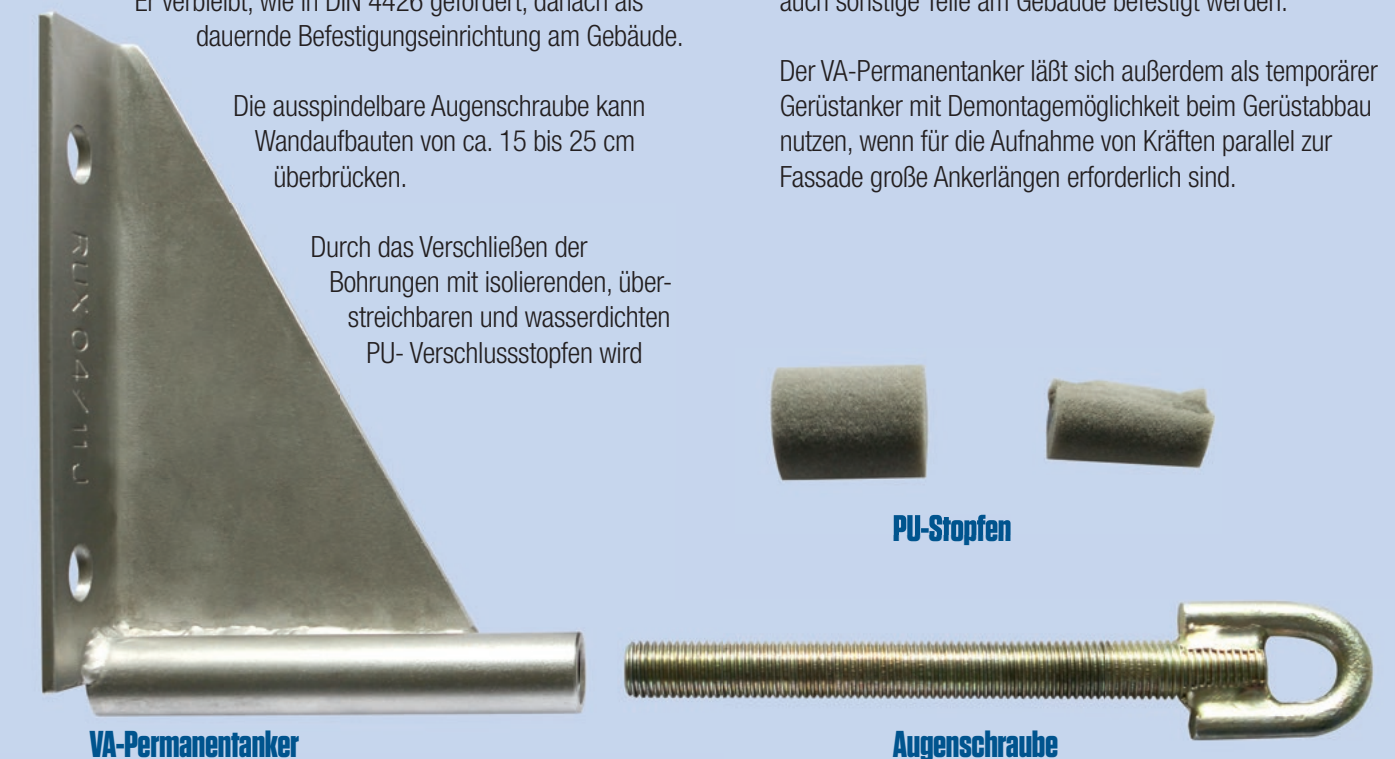 Er verbleibt, wie in DIN 4426 gefordert, danach als
dauernde Befestigungseinrichtung am Gebäude.
Die ausspindelbare Augenschraube kann
Wandaufbauten von ca. 15 bis 25 cm
überbrücken.
Durch das Verschließen der
Bohrungen mit isolierenden, über-
streichbaren und wasserdichten
PU- Verschlussstopfen wird
auch sonstige Teile am Gebäude befestigt werden.
Der VA-Permanentanker läßt sich außerdem als temporärer
Gerüstanker mit Demontagemöglichkeit beim Gerüstabbau
nutzen, wenn für die Aufnahme von Kräften parallel zur
Fassade große Ankerlängen erforderlich sind.
RUX 04/11 J
PU-Stopfen
VA-Permanentanker
Augenschraube